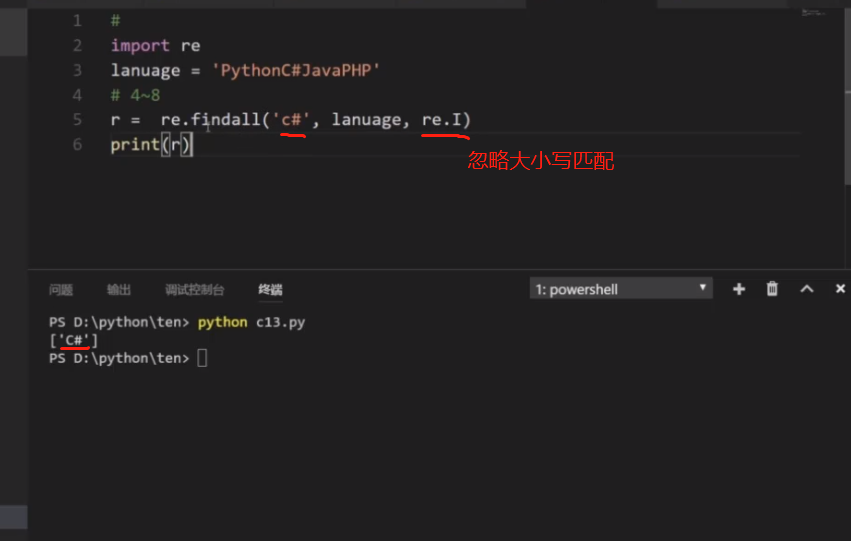 1 #
2 import re
3 lanuage = 'PythonC#JavaPHP'
4 # 4~8
5 r =  re.findall('c#', lanuage, re.I)
6 print(r)
忽略大小写匹配
问题 输出 调试控制台 终端 1: powershell
PS D:\python\ten> python c13.py
['C#']
PS D:\python\ten>